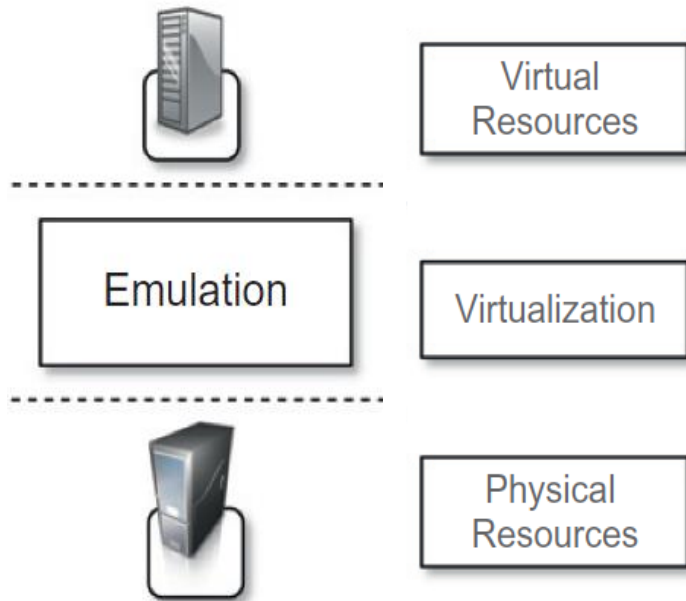 Virtual
Resources
Emulation
Virtualization
Physical
Resources